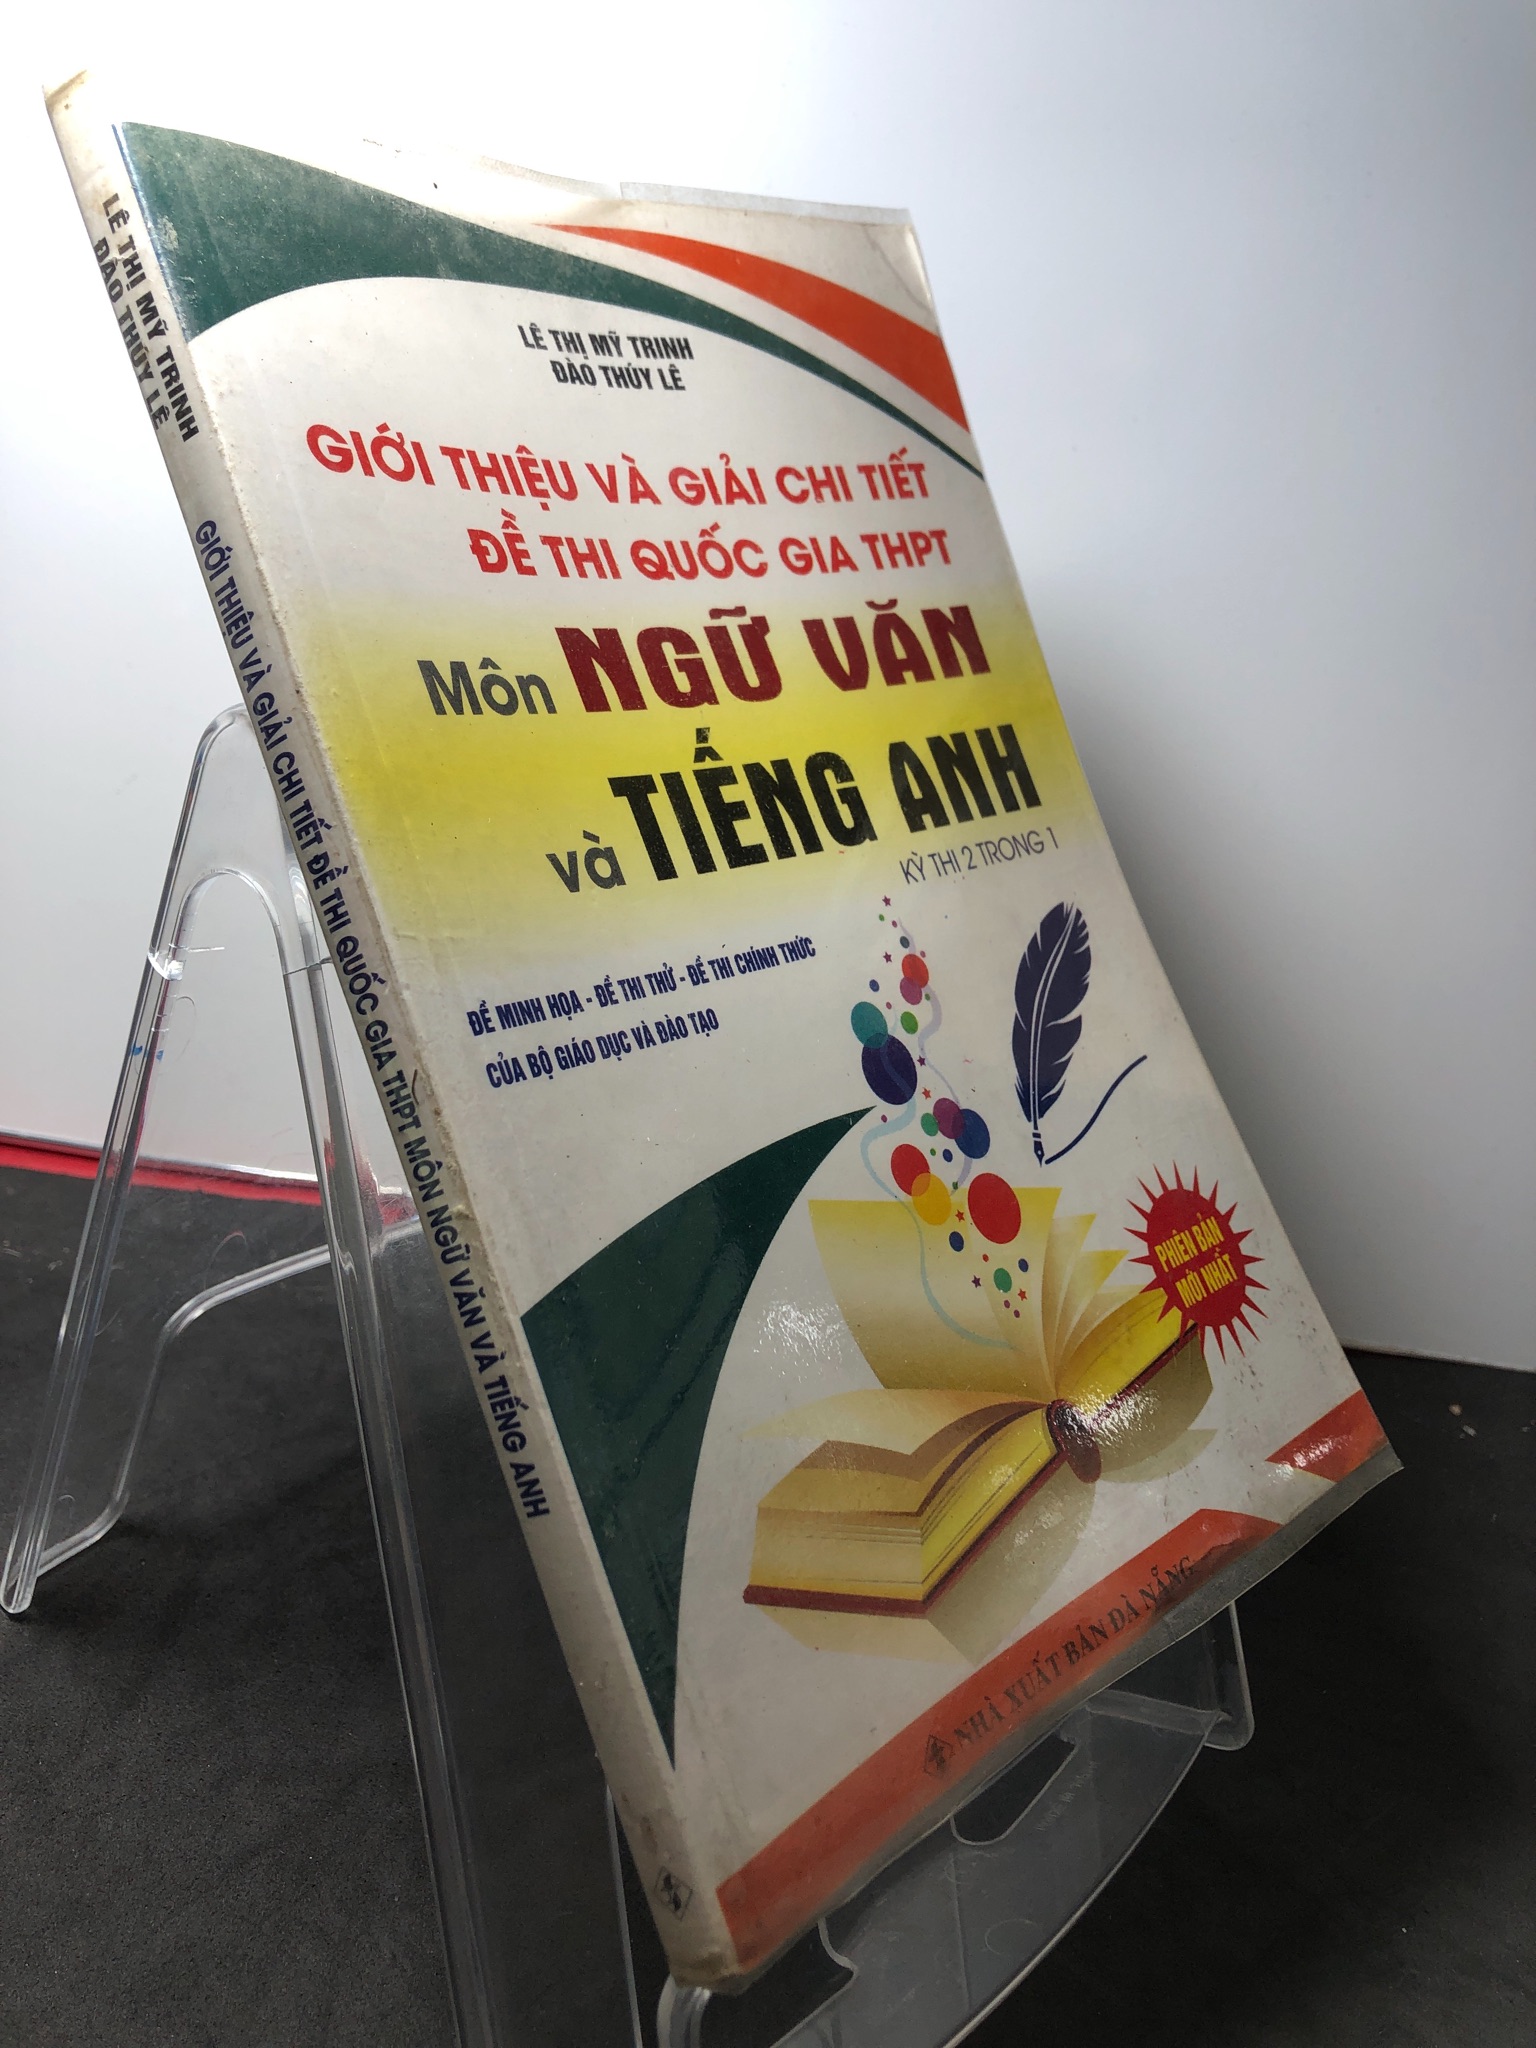 LÊ THỊ MỸ TRINH
ĐÀO THÚY LÊ
GIỚI THIỆU VÀ GIẢI CHI TIẾT ĐỀ THI QUỐC GIA THPT MÔN NGỮ VĂN VÀ TIẾNG ANH
LÊ THỊ MỸ TRINH
ĐÀO THÚY LÊ
GIỚI THIỆU VÀ GIẢI CHI TIẾT
ĐỀ THI QUỐC GIA THPT
Môn NGỮ VĂN
và TIẾNG ANH
KỲ THI 2 TRONG 1
ĐỀ MINH HỌA - ĐỀ THI THỬ - ĐỀ THI CHÍNH THỨC
CỦA BỘ GIÁO DỤC VÀ ĐÀO TẠO
PHIÊN BẢN
MỚI NHẤT
NHÀ XUẤT BẢN ĐÀ NẴNG